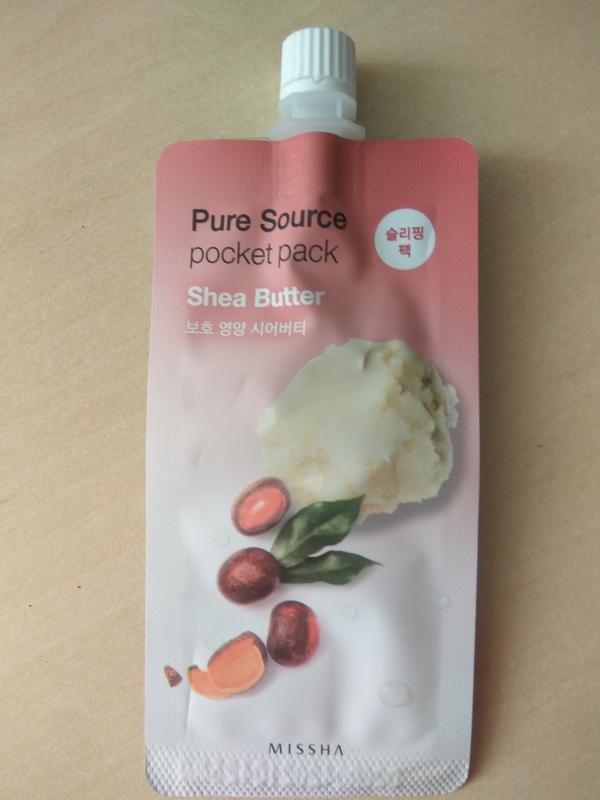 Pure Source
pocket pack
슬리핑
팩
Shea Butter
보호 영양 시어버터
MISSHA